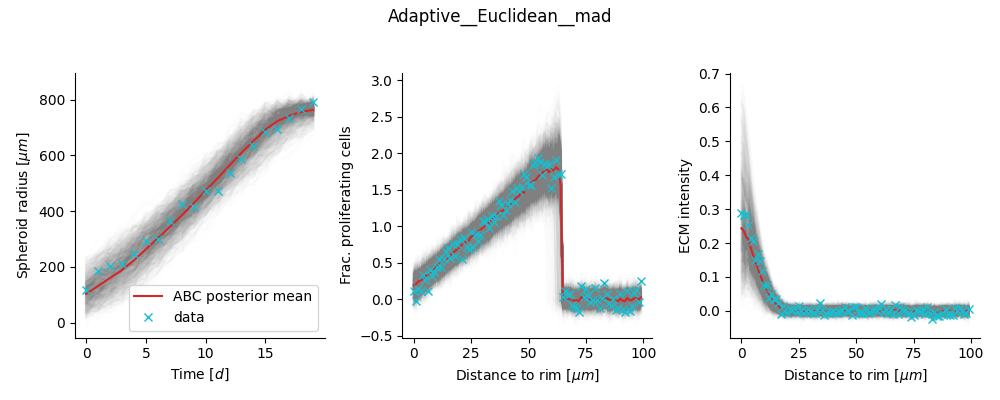 Adaptive__Euclidean__mad
Spheroid radius [μm]
800
600
400
200
0
0 5 10 15
Time [d]
ABC posterior mean
data
Frac. proliferating cells
3.0
2.5
2.0
1.5
1.0
0.5
0.0
−0.5
0 25 50 75 100
Distance to rim [μm]
ECM intensity
0.7
0.6
0.5
0.4
0.3
0.2
0.1
0.0
0 25 50 75 100
Distance to rim [μm]